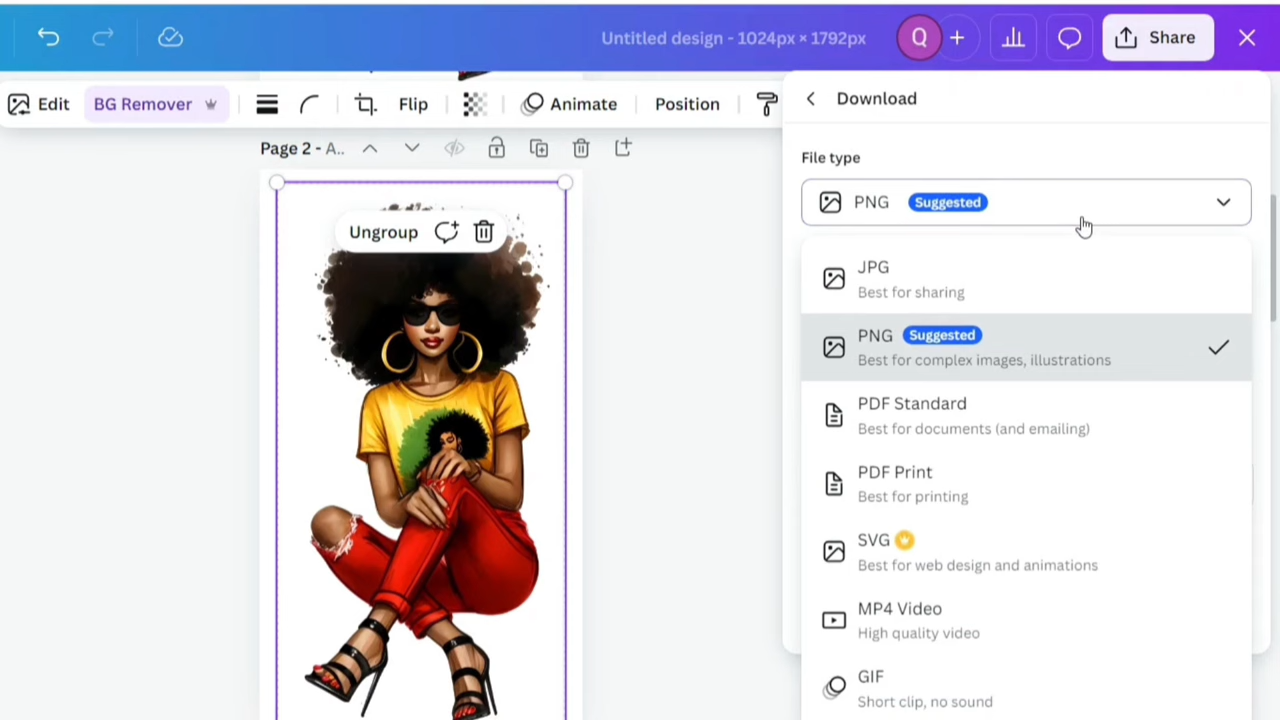 Untitled design - 1024px × 1792px
Q
+
Share
Edit
BG Remover
Flip
Animate
Position
Page 2 - A..
Ungroup
Download
File type
PNG Suggested
JPG
Best for sharing
PNG Suggested
Best for complex images, illustrations
PDF Standard
Best for documents (and emailing)
PDF Print
Best for printing
SVG
Best for web design and animations
MP4 Video
High quality video
GIF
Short clip, no sound